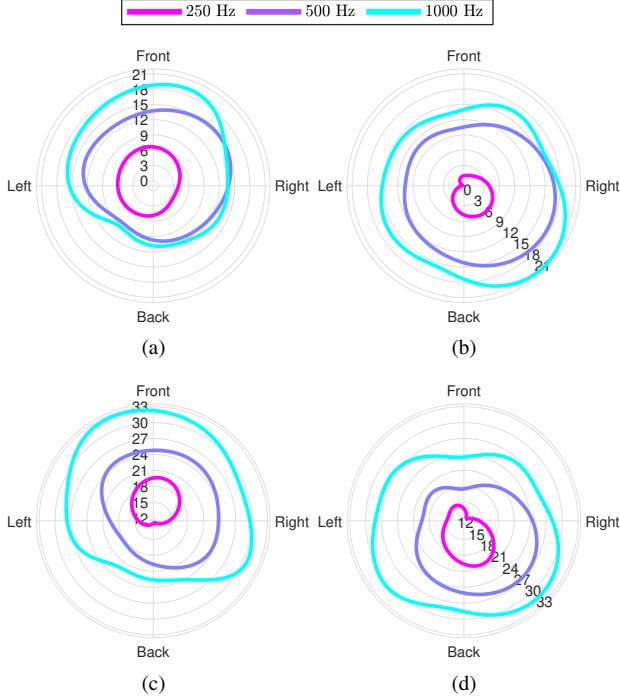 250 Hz 500 Hz 1000 Hz
Front
21
18
15
12
9
6
3
0
Left
Right
Back
(a)
Front
0
3
6
9
12
15
18
21
Left
Right
Back
(b)
Front
33
30
27
24
21
18
15
12
Left
Right
Back
(c)
Front
12
15
18
21
24
27
30
33
Left
Right
Back
(d)